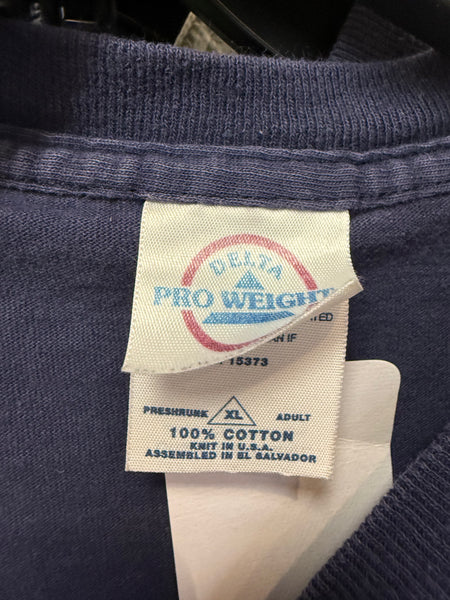 DELTA
PRO WEIGHT
15373
PRESHRUNK XL ADULT
100% COTTON
KNIT IN U.S.A.
ASSEMBLED IN EL SALVADOR